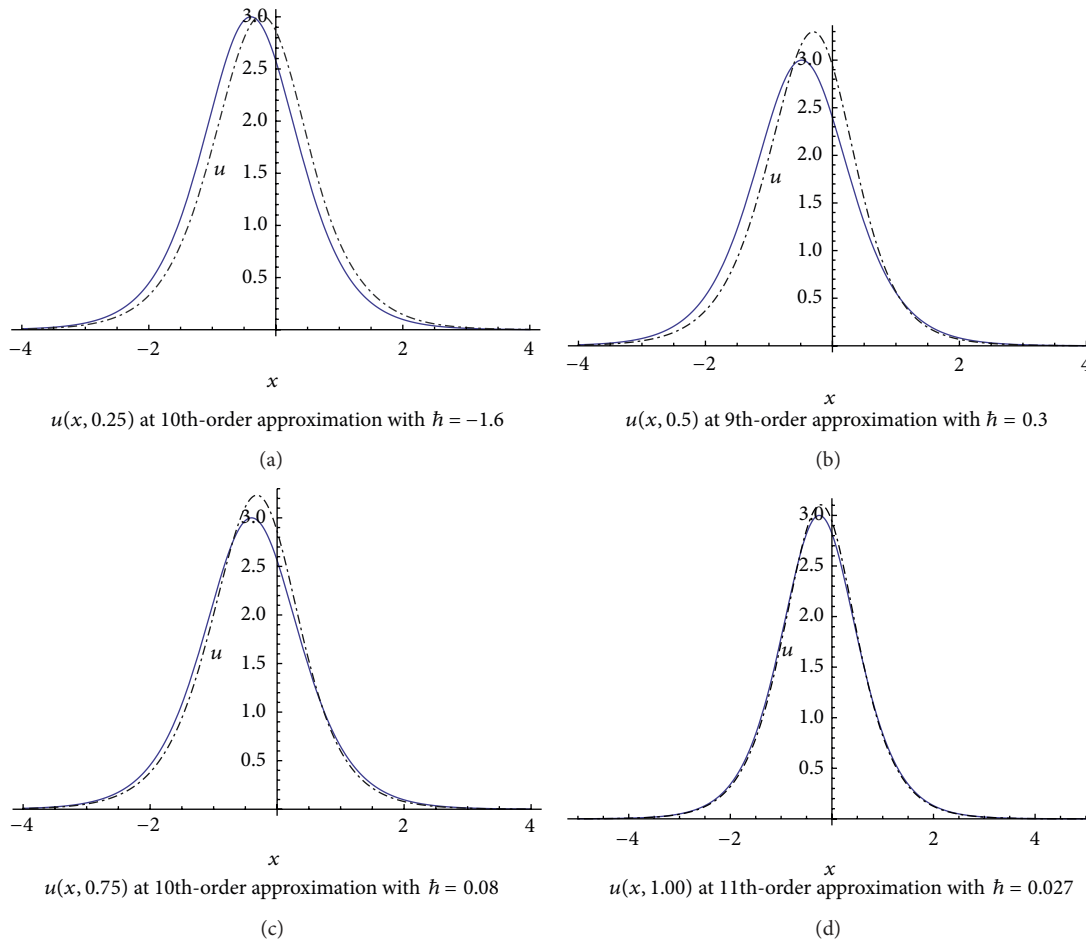 3.0
2.5
2.0
1.5
1.0
0.5
u
−4
−2
2
4
x
u(x, 0.25) at 10th-order approximation with ℏ = −1.6
(a)
3.0
2.5
2.0
1.5
1.0
0.5
u
−4
−2
2
4
x
u(x, 0.5) at 9th-order approximation with ℏ = 0.3
(b)
3.0
2.5
2.0
1.5
1.0
0.5
u
−4
−2
2
4
x
u(x, 0.75) at 10th-order approximation with ℏ = 0.08
(c)
3.0
2.5
2.0
1.5
1.0
0.5
u
−4
−2
2
4
x
u(x, 1.00) at 11th-order approximation with ℏ = 0.027
(d)